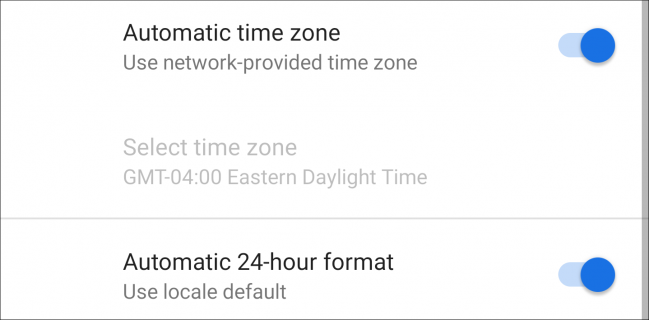 Automatic time zone
Use network-provided time zone
Select time zone
GMT-04:00 Eastern Daylight Time
Automatic 24-hour format
Use locale default